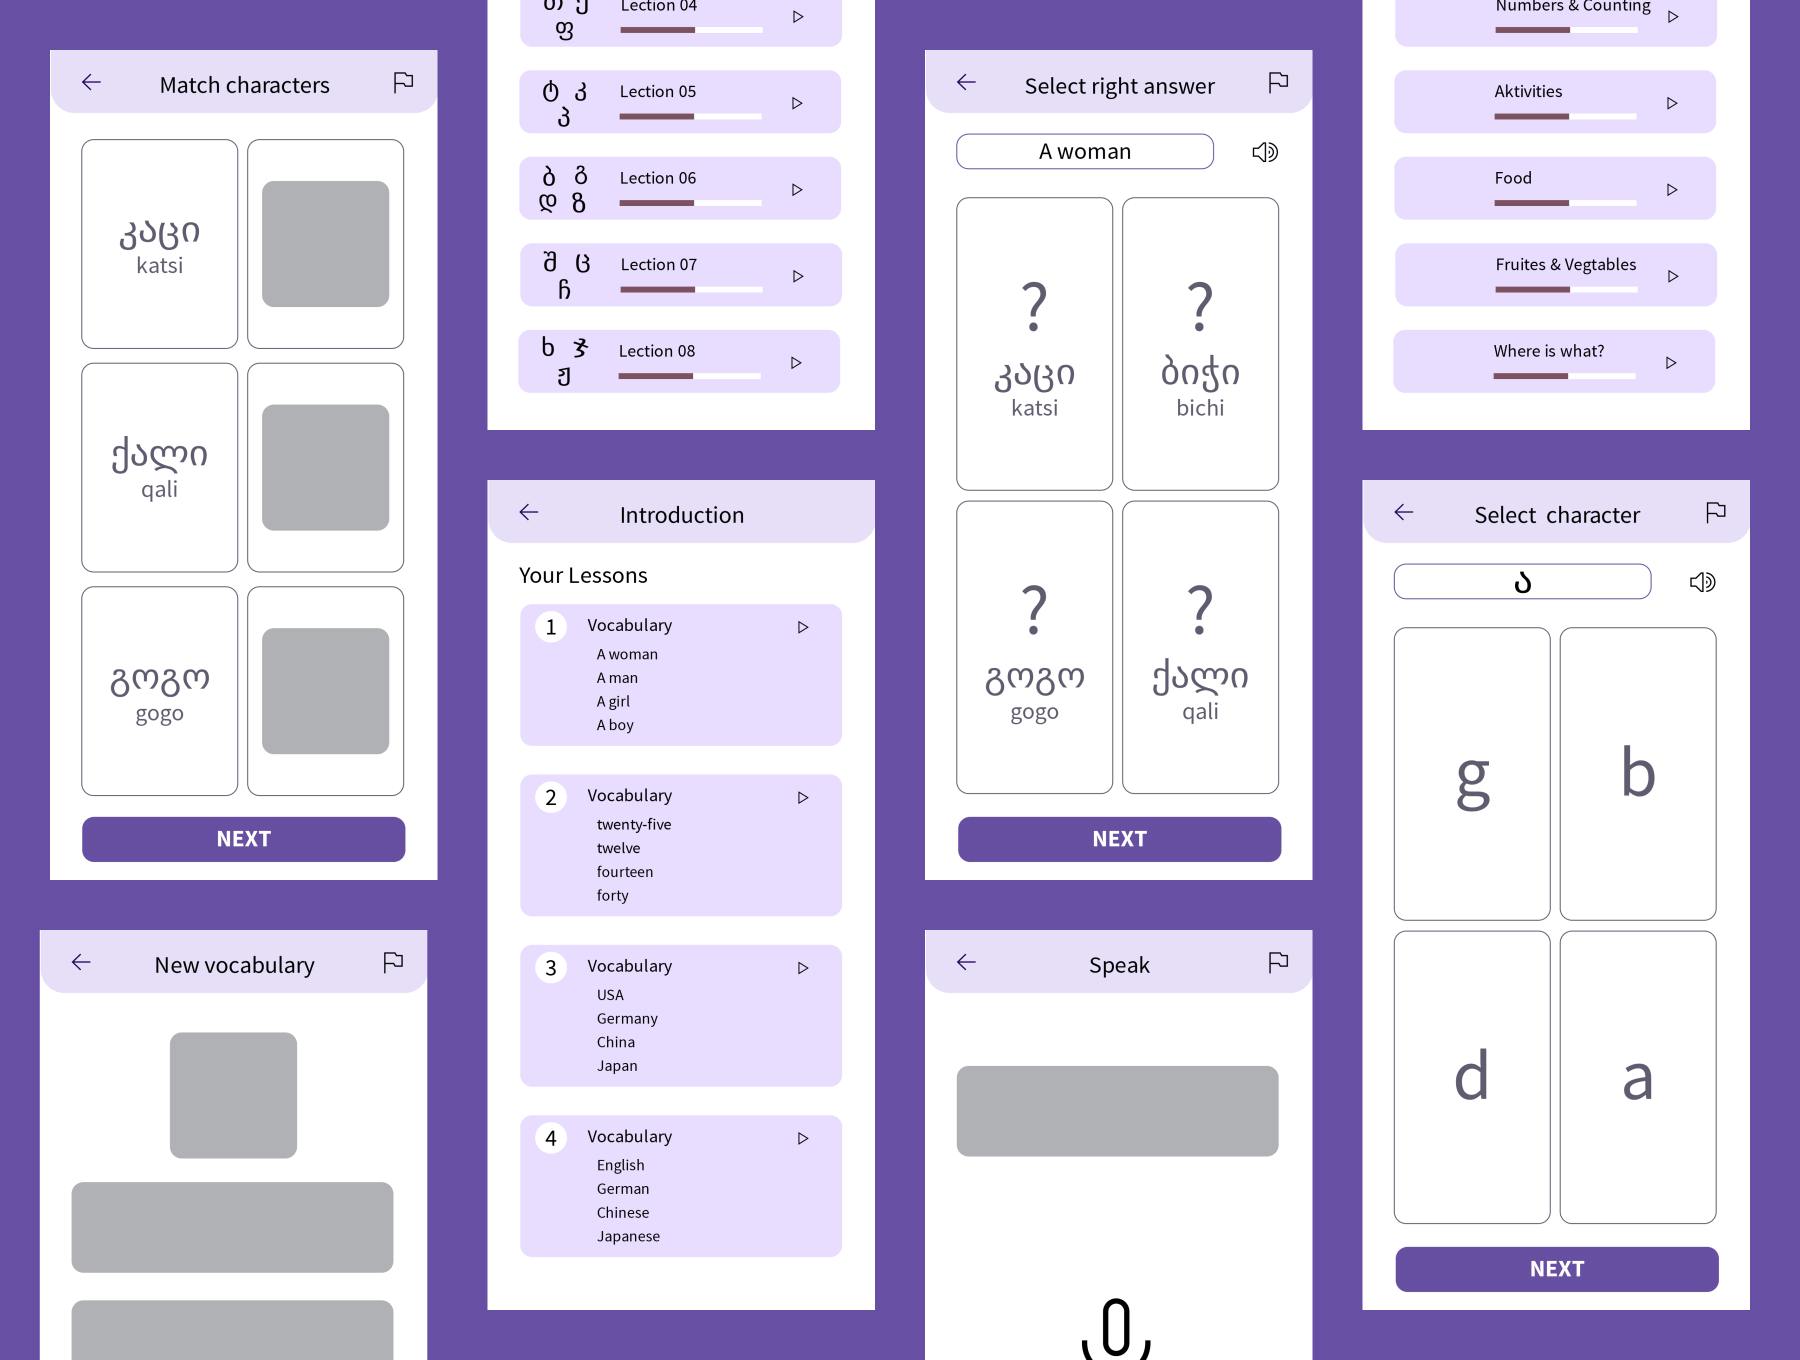 Match characters
კაცი
katsi
ქალი
qali
გოგო
gogo
NEXT
New vocabulary
Lection 04
ფ
ტ კ
Lection 05
პ
ბ გ
Lection 06
დ ზ
შ ც
Lection 07
ჩ
ხ ჯ
Lection 08
ჟ
Introduction
Your Lessons
1 Vocabulary
A woman
A man
A girl
A boy
2 Vocabulary
twenty-five
twelve
fourteen
forty
3 Vocabulary
USA
Germany
China
Japan
4 Vocabulary
English
German
Chinese
Japanese
Select right answer
A woman
? ?
კაცი ბიჭი
katsi bichi
? ?
გოგო ქალი
gogo qali
NEXT
Speak
Numbers & Counting
Aktivities
Food
Fruites & Vegtables
Where is what?
Select character
ა
g b
d a
NEXT